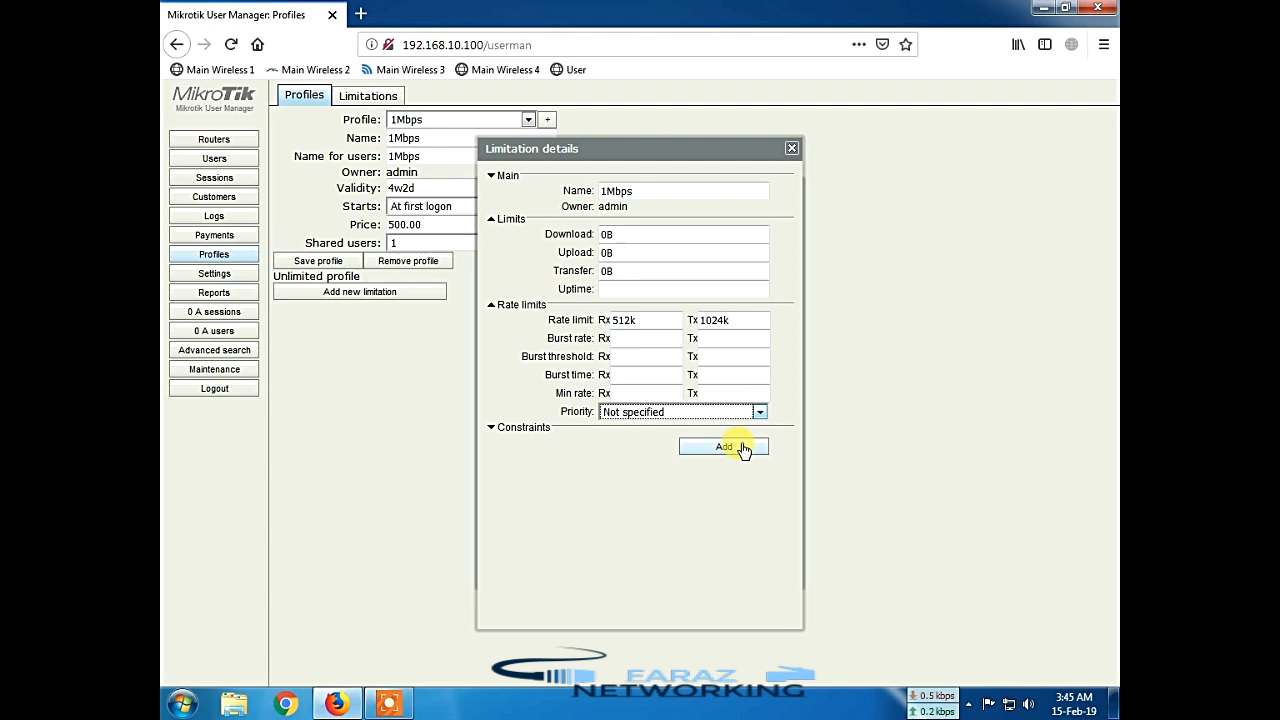 Mikrotik User Manager: Profiles
192.168.10.100/userman
Main Wireless 1 Main Wireless 2 Main Wireless 3 Main Wireless 4 User
MikroTik
Mikrotik User Manager
Routers
Users
Sessions
Customers
Logs
Payments
Profiles
Settings
Reports
0 A sessions
0 A users
Advanced search
Maintenance
Logout
Profiles Limitations
Profile: 1Mbps +
Name: 1Mbps
Name for users: 1Mbps
Owner: admin
Validity: 4w2d
Starts: At first logon
Price: 500.00
Shared users: 1
Save profile Remove profile
Unlimited profile
Add new limitation
Limitation details
Main
Name: 1Mbps
Owner: admin
Limits
Download: 0B
Upload: 0B
Transfer: 0B
Uptime:
Rate limits
Rate limit: Rx 512k Tx 1024k
Burst rate: Rx Tx
Burst threshold: Rx Tx
Burst time: Rx Tx
Min rate: Rx Tx
Priority: Not specified
Constraints
Add
EARAZ
NETWORKING
0.5 kbps
0.2 kbps
3:45 AM
15-Feb-19